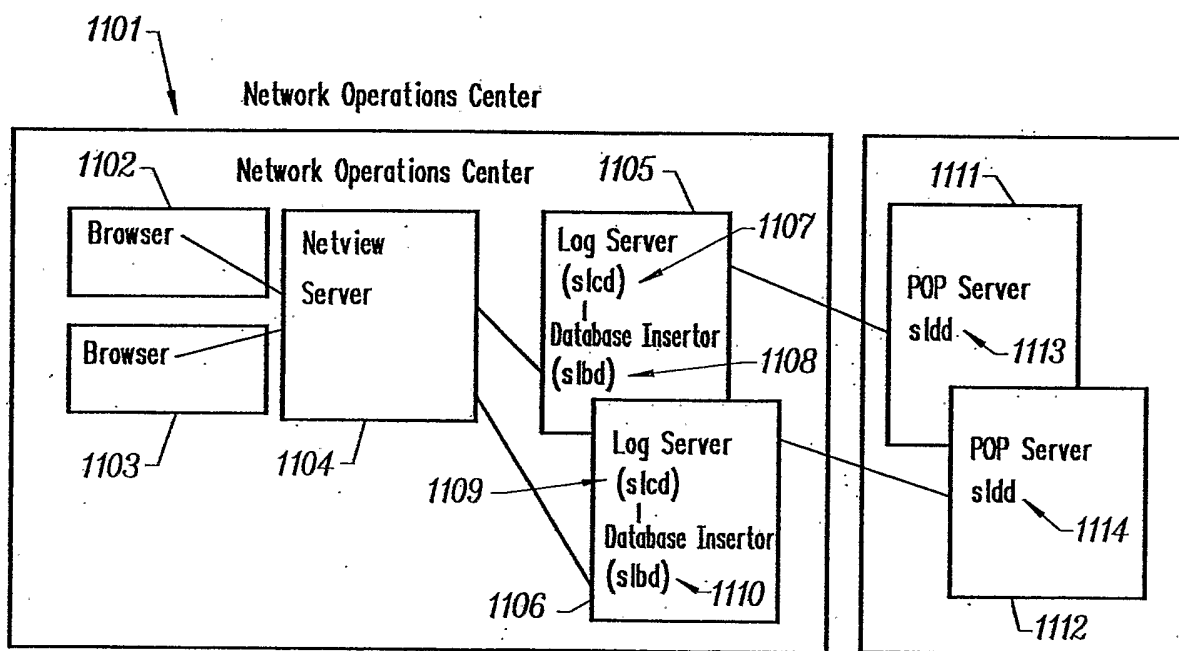 1101
Network Operations Center
1102
Network Operations Center
1105
1111
Browser
Netview
Server
Log Server
(slcd)
1107
Database Insertor
(slbd)
1108
POP Server
sldd
1113
Browser
1103
1104
Log Server
1109
(slcd)
Database Insertor
(slbd)
1110
1106
POP Server
sldd
1114
1112